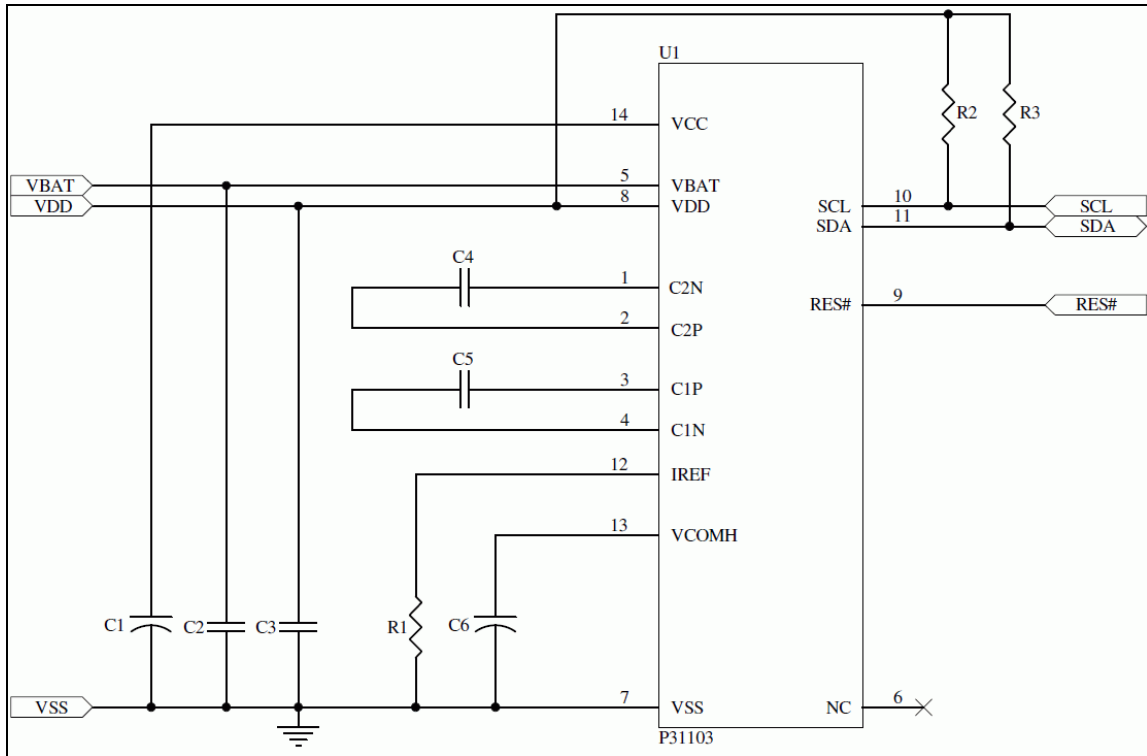 U1
14 VCC
R2
R3
VBAT
5 VBAT
VDD
8 VDD
SCL 10 SCL
SDA 11 SDA
C4
1 C2N
RES# 9 RES#
2 C2P
C5
3 C1P
4 C1N
12 IREF
13 VCOMH
C1
C2
C3
R1
C6
VSS
7 VSS
NC 6
P31103